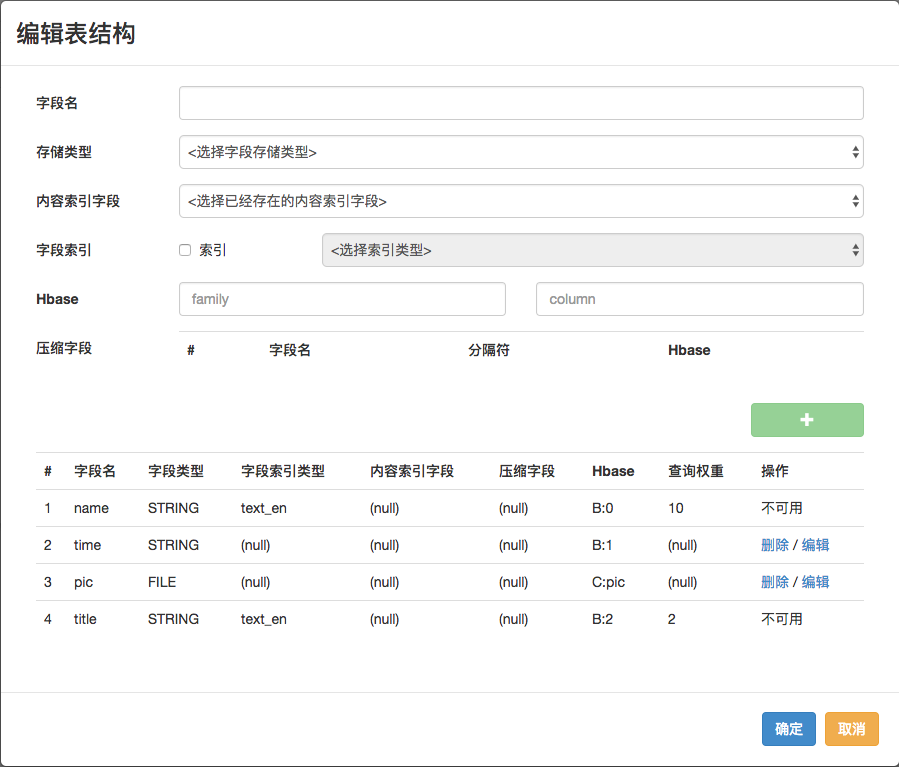 编辑表结构
字段名
存储类型 <选择字段存储类型>
内容索引字段 <选择已经存在的内容索引字段>
字段索引 索引 <选择索引类型>
Hbase family column
压缩字段 # 字段名 分隔符 Hbase
# 字段名 字段类型 字段索引类型 内容索引字段 压缩字段 Hbase 查询权重 操作
1 name STRING text_en (null) (null) B:0 10 不可用
2 time STRING (null) (null) (null) B:1 (null) 删除 / 编辑
3 pic FILE (null) (null) (null) C:pic (null) 删除 / 编辑
4 title STRING text_en (null) (null) B:2 2 不可用
确定 取消